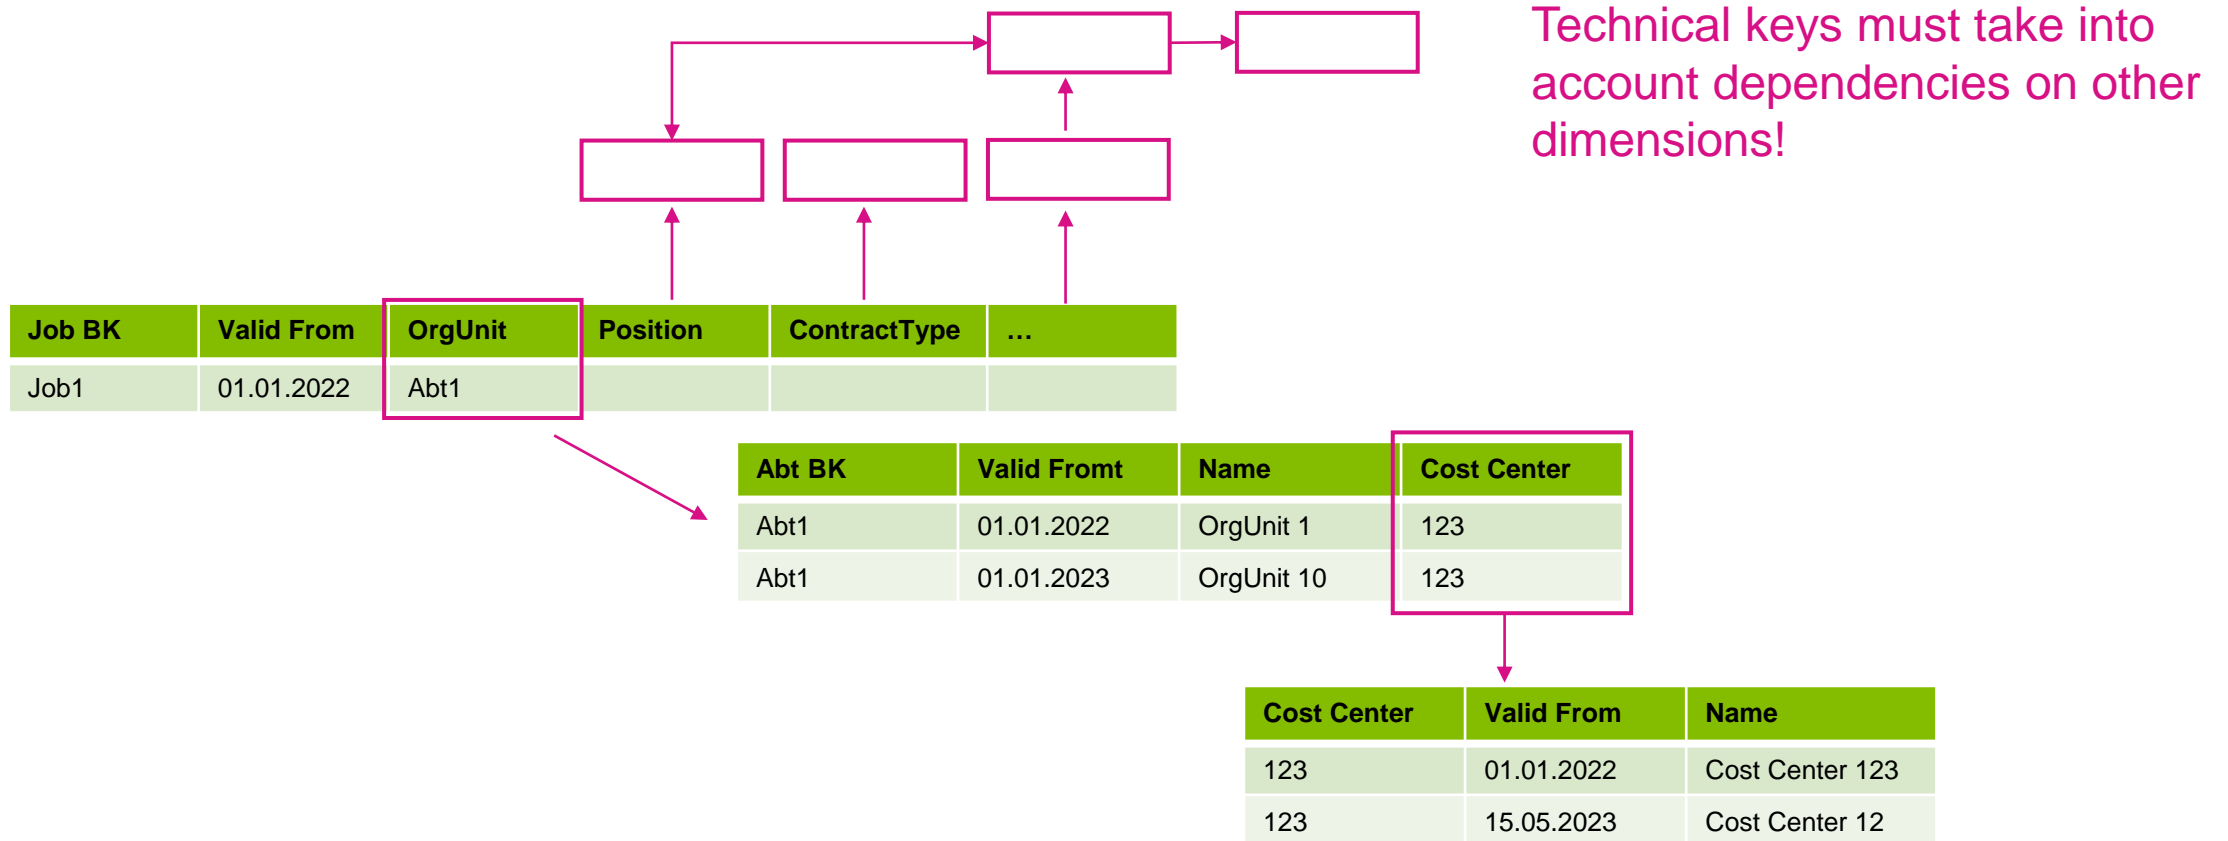 Technical keys must take into
account dependencies on other
dimensions!
Job BK Valid From OrgUnit Position ContractType …
Job1 01.01.2022 Abt1
Abt BK Valid Fromt Name Cost Center
Abt1 01.01.2022 OrgUnit 1 123
Abt1 01.01.2023 OrgUnit 10 123
Cost Center Valid From Name
123 01.01.2022 Cost Center 123
123 15.05.2023 Cost Center 12